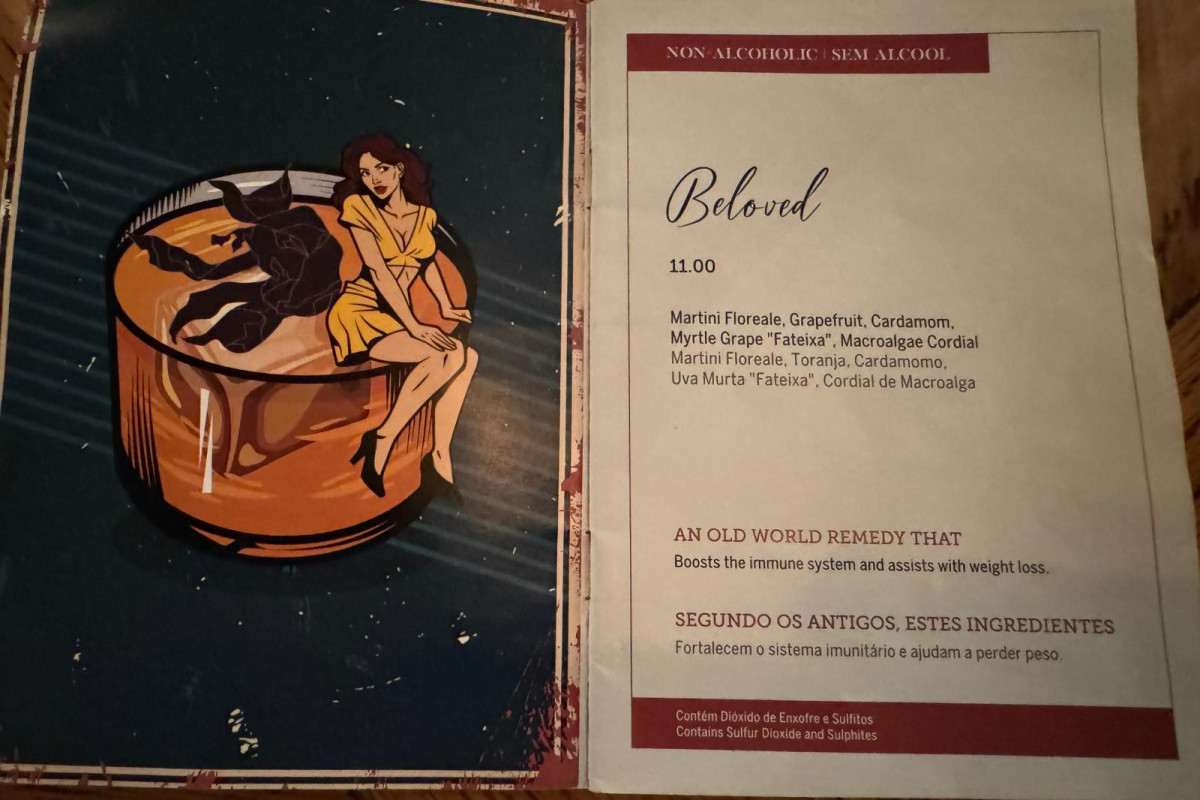 NON-ALCOHOLIC | SEM ALCOOL
Beloved
11.00
Martini Floreale, Grapefruit, Cardamom,
Myrtle Grape "Fateixa", Macroalgae Cordial
Martini Floreale, Toranja, Cardamomo,
Uva Murta "Fateixa", Cordial de Macroalga
AN OLD WORLD REMEDY THAT
Boosts the immune system and assists with weight loss.
SEGUNDO OS ANTIGOS, ESTES INGREDIENTES
Fortalecem o sistema imunitário e ajudam a perder peso.
Contém Dióxido de Enxofre e Sulfitos
Contains Sulfur Dioxide and Sulphites